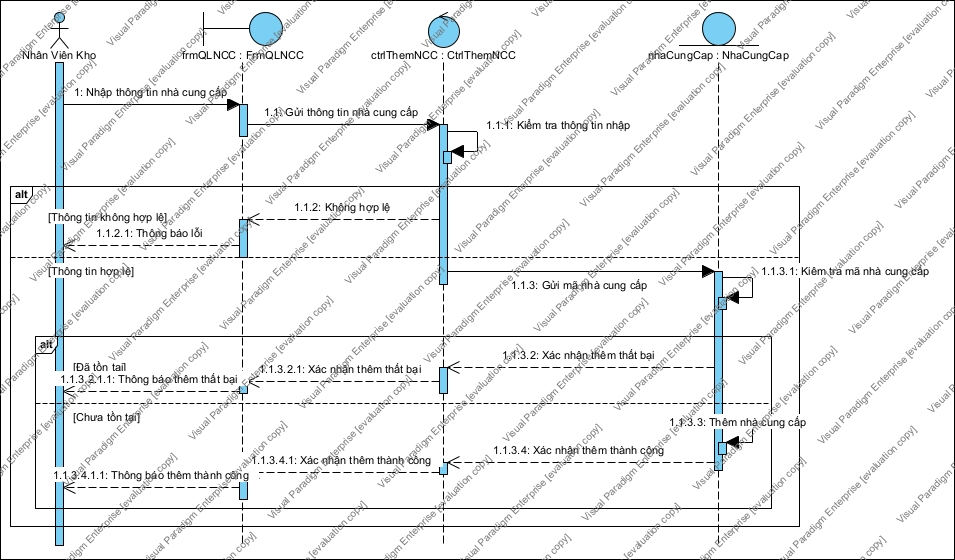 Nhân Viên Kho
frmQLNCC : FrmQLNCC
ctrlThemNCC : CtrlThemNCC
nhaCungCap : NhaCungCap
1: Nhập thông tin nhà cung cấp
1.1: Gửi thông tin nhà cung cấp
1.1.1: Kiểm tra thông tin nhập
alt
[Thông tin không hợp lệ]
1.1.2: Không hợp lệ
1.1.2.1: Thông báo lỗi
[Thông tin hợp lệ]
1.1.3: Gửi mã nhà cung cấp
1.1.3.1: Kiểm tra mã nhà cung cấp
alt
[Đã tồn tại]
1.1.3.2: Xác nhận thêm thất bại
1.1.3.2.1: Xác nhận thêm thất bại
1.1.3.2.1.1: Thông báo thêm thất bại
[Chưa tồn tại]
1.1.3.3: Thêm nhà cung cấp
1.1.3.4: Xác nhận thêm thành công
1.1.3.4.1: Xác nhận thêm thành công
1.1.3.4.1.1: Thông báo thêm thành công
Visual Paradigm Enterprise [evaluation copy]